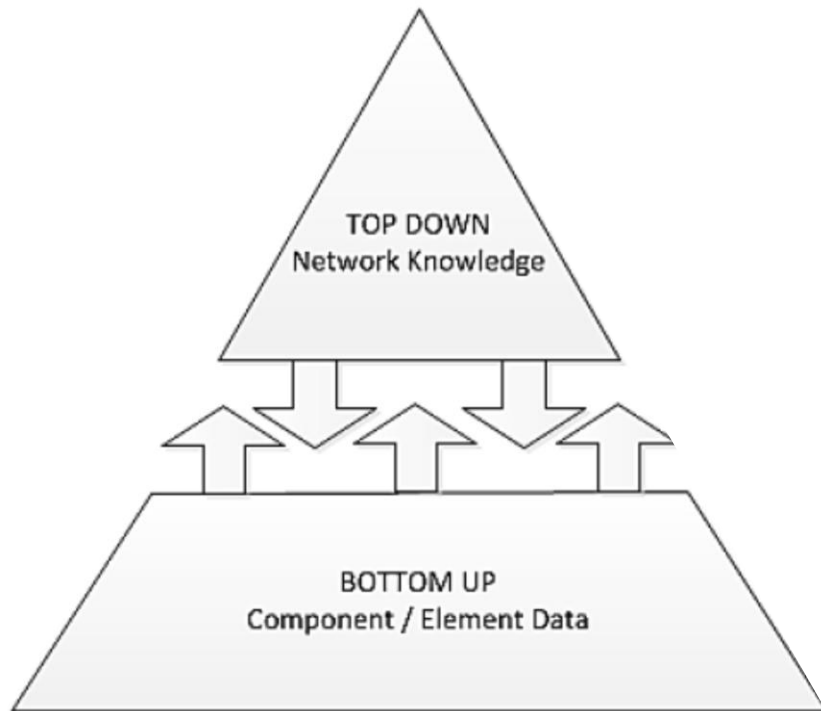 TOP DOWN
Network Knowledge
BOTTOM UP
Component / Element Data